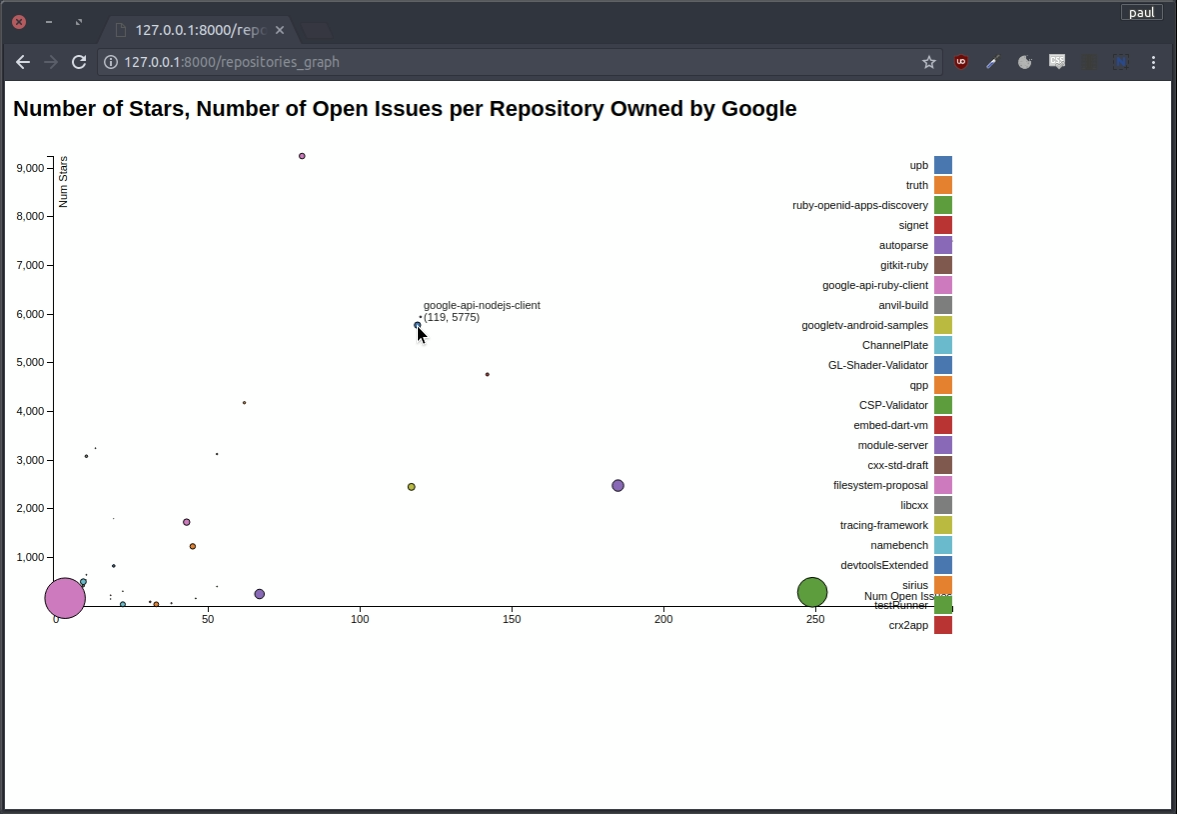 paul
127.0.0.1:8000/repo
127.0.0.1:8000/repositories_graph
Number of Stars, Number of Open Issues per Repository Owned by Google
Num Stars
9,000
8,000
7,000
6,000
5,000
4,000
3,000
2,000
1,000
google-api-nodejs-client
(119, 5775)
upb
truth
ruby-openid-apps-discovery
signet
autoparse
gitkit-ruby
google-api-ruby-client
anvil-build
googletv-android-samples
ChannelPlate
GL-Shader-Validator
qpp
CSP-Validator
embed-dart-vm
module-server
cxx-std-draft
filesystem-proposal
libcxx
tracing-framework
namebench
devtoolsExtended
sirius
Num Open Issues
testRunner
crx2app
0
50
100
150
200
250